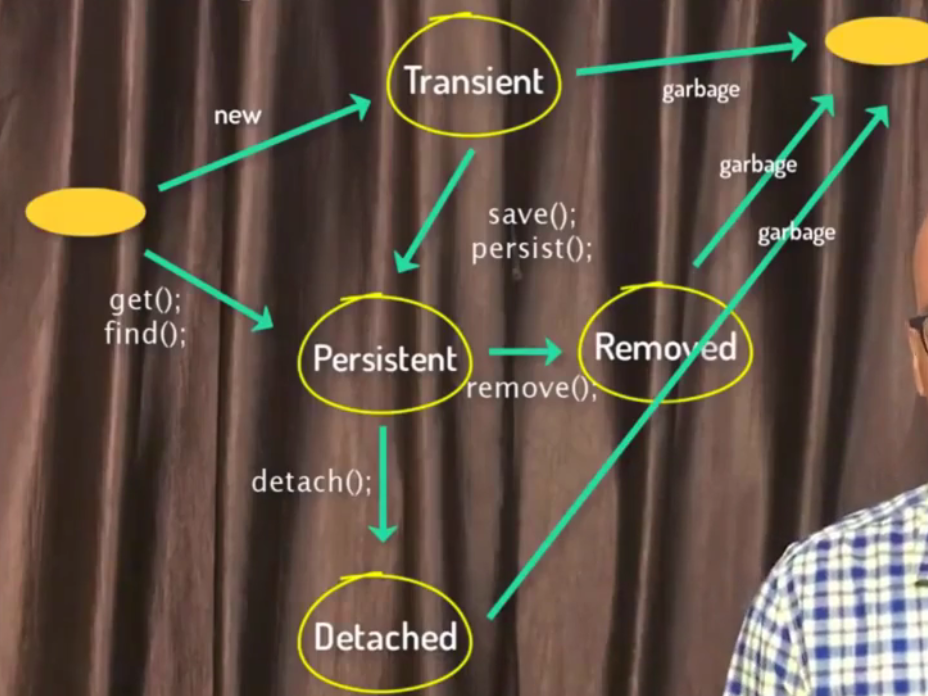 Transient
garbage
new
garbage
save();
persist();
garbage
get();
find();
Persistent
Removed
remove();
detach();
Detached